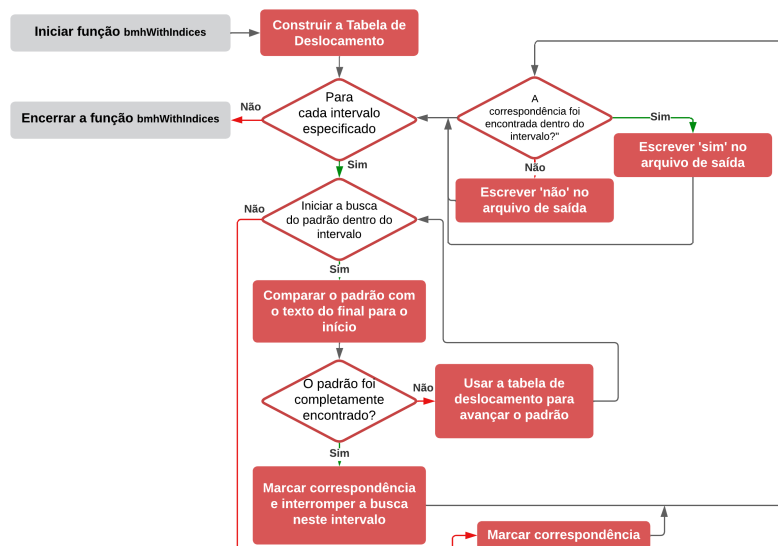 Iniciar função bmhWithIndices
Construir a Tabela de
Deslocamento
Para
cada intervalo
especificado
Não
Encerrar a função bmhWithIndices
Sim
A
correspondência foi
encontrada dentro do
intervalo?"
Sim
Escrever 'sim' no
arquivo de saída
Não
Escrever 'não' no
arquivo de saída
Não
Iniciar a busca
do padrão dentro do
intervalo
Sim
Comparar o padrão com
o texto do final para o
início
O padrão foi
completamente
encontrado?
Não
Usar a tabela de
deslocamento para
avançar o padrão
Sim
Marcar correspondência
e interromper a busca
neste intervalo
Marcar correspondência